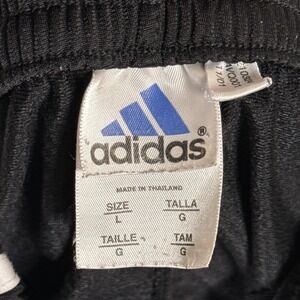 adidas®
MADE IN THAILAND
SIZE TALLA
L G
TAILLE TAM
G G